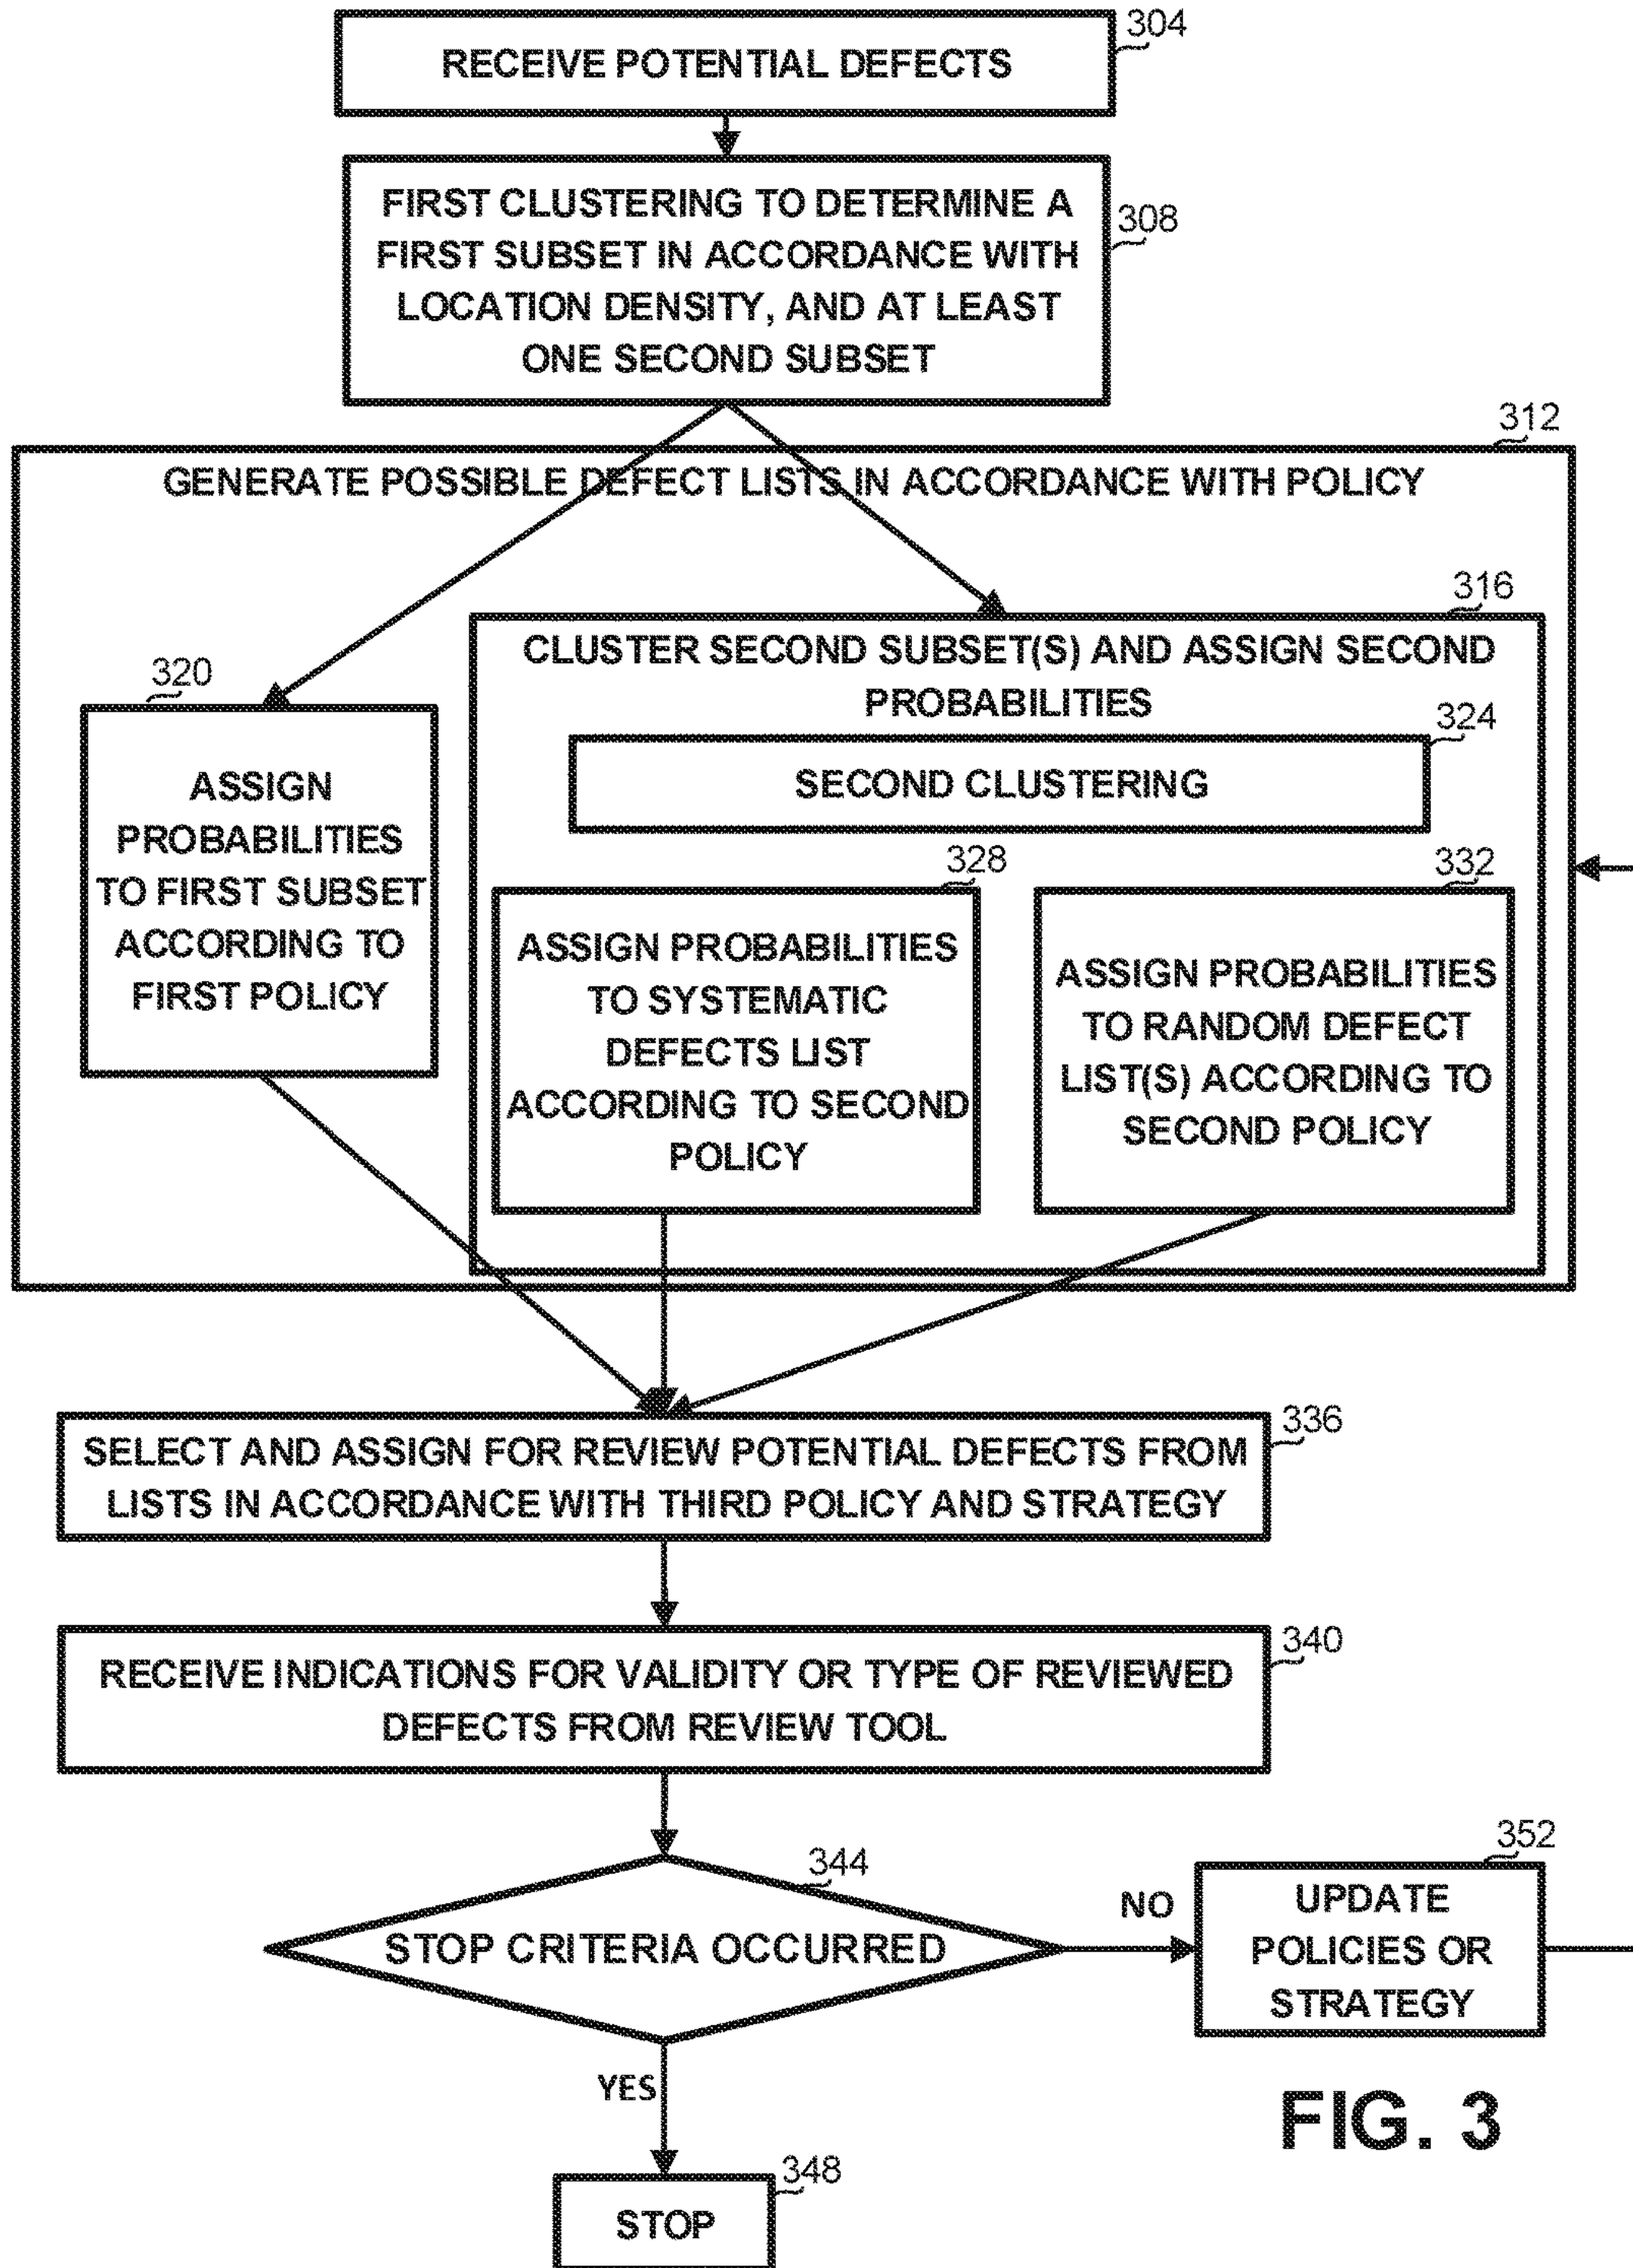 304
RECEIVE POTENTIAL DEFECTS
308
FIRST CLUSTERING TO DETERMINE A
FIRST SUBSET IN ACCORDANCE WITH
LOCATION DENSITY, AND AT LEAST
ONE SECOND SUBSET
312
GENERATE POSSIBLE DEFECT LISTS IN ACCORDANCE WITH POLICY
316
CLUSTER SECOND SUBSET(S) AND ASSIGN SECOND
PROBABILITIES
320
ASSIGN
PROBABILITIES
TO FIRST SUBSET
ACCORDING TO
FIRST POLICY
324
SECOND CLUSTERING
328
ASSIGN PROBABILITIES
TO SYSTEMATIC
DEFECTS LIST
ACCORDING TO SECOND
POLICY
332
ASSIGN PROBABILITIES
TO RANDOM DEFECT
LIST(S) ACCORDING TO
SECOND POLICY
336
SELECT AND ASSIGN FOR REVIEW POTENTIAL DEFECTS FROM
LISTS IN ACCORDANCE WITH THIRD POLICY AND STRATEGY
340
RECEIVE INDICATIONS FOR VALIDITY OR TYPE OF REVIEWED
DEFECTS FROM REVIEW TOOL
344
STOP CRITERIA OCCURRED
NO
352
UPDATE
POLICIES OR
STRATEGY
YES
348
STOP
FIG. 3